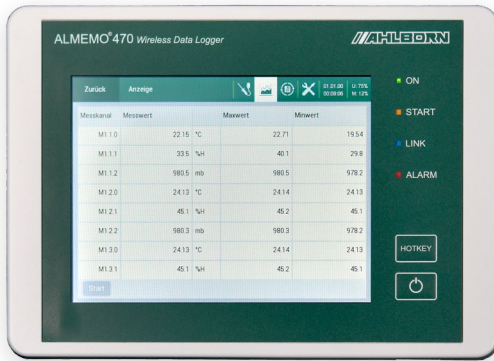 ALMEMO®470 Wireless Data Logger
AHLBORN
Zurück Anzeige 01.01.00 U: 75%
00:09:06 M: 12%
Messkanal Messwert Maxwert Minwert
M1.1.0 22.15 °C 22.71 19.54
M1.1.1 33.5 %H 40.1 29.8
M1.1.2 980.5 mb 980.5 978.2
M1.2.0 24.13 °C 24.14 24.13
M1.2.1 45.1 %H 45.2 45.1
M1.2.2 980.3 mb 980.3 978.2
M1.3.0 24.13 °C 24.14 24.13
M1.3.1 45.1 %H 45.2 45.1
Start
ON
START
LINK
ALARM
HOTKEY